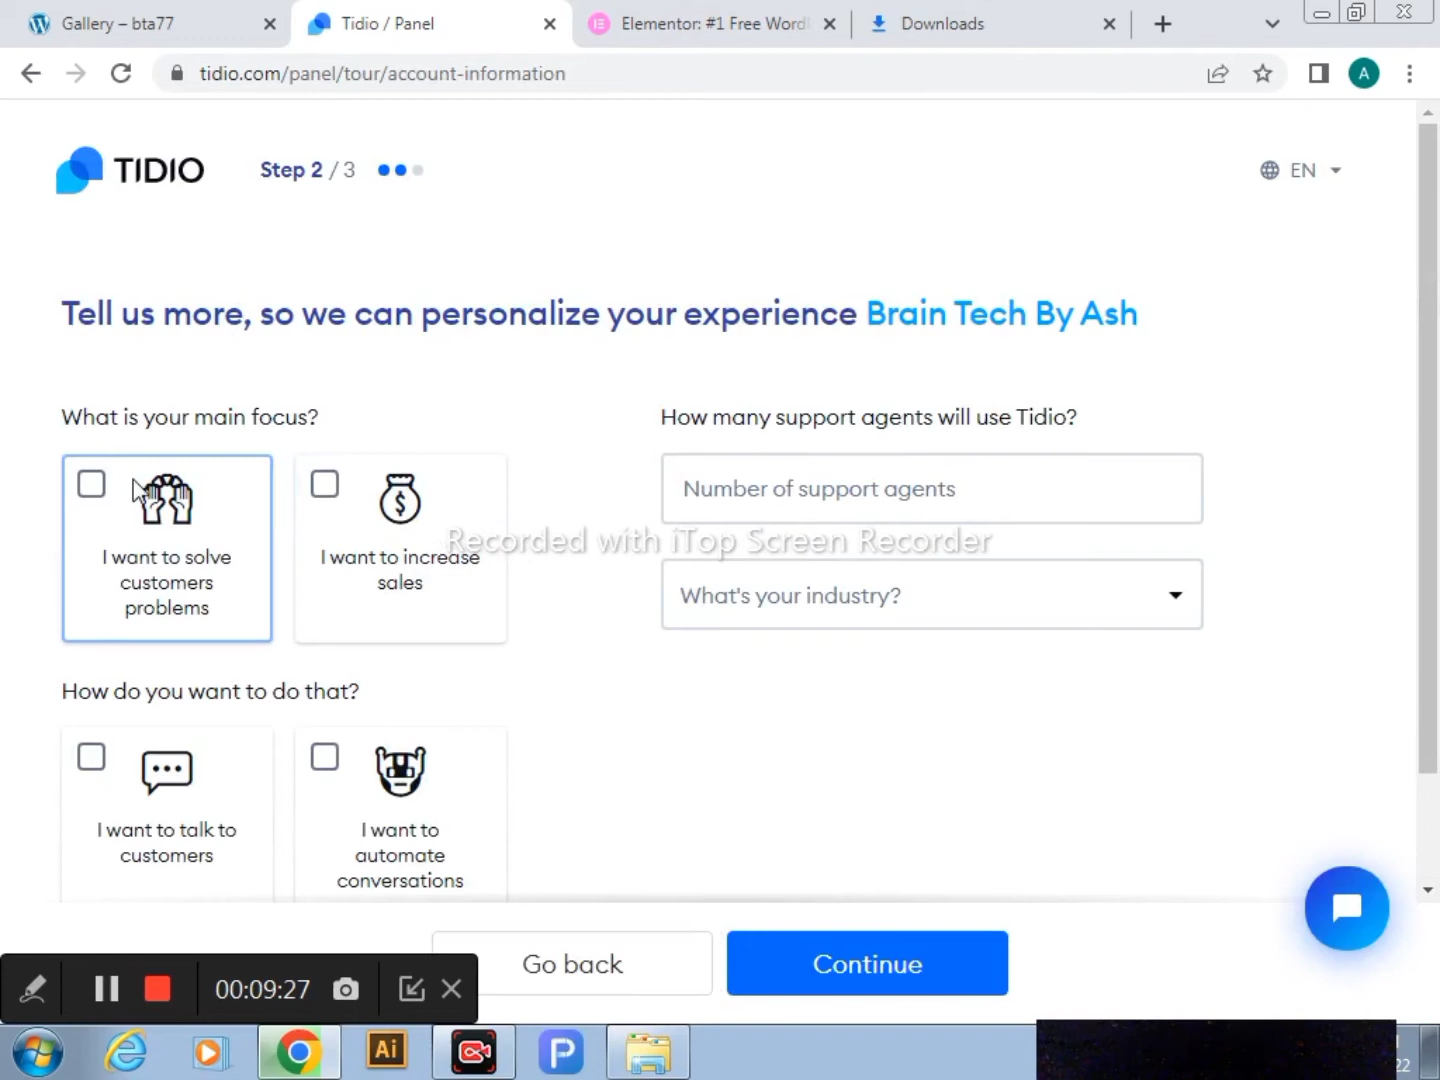 Gallery – bta77
Tidio / Panel
Elementor: #1 Free Word
Downloads
tidio.com/panel/tour/account-information
A
TIDIO
Step 2 / 3
EN
Tell us more, so we can personalize your experience Brain Tech By Ash
What is your main focus?
I want to solve
customers
problems
I want to increase
sales
How many support agents will use Tidio?
Number of support agents
Recorded with iTop Screen Recorder
What's your industry?
How do you want to do that?
I want to talk to
customers
I want to
automate
conversations
Go back
Continue
00:09:27
Ai
P
22